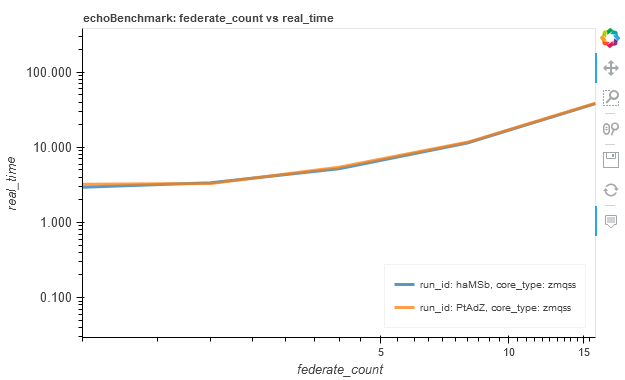 echoBenchmark: federate_count vs real_time
100.000
10.000
1.000
0.100
real_time
run_id: haMSb, core_type: zmqss
run_id: PtAdZ, core_type: zmqss
5
10
15
federate_count